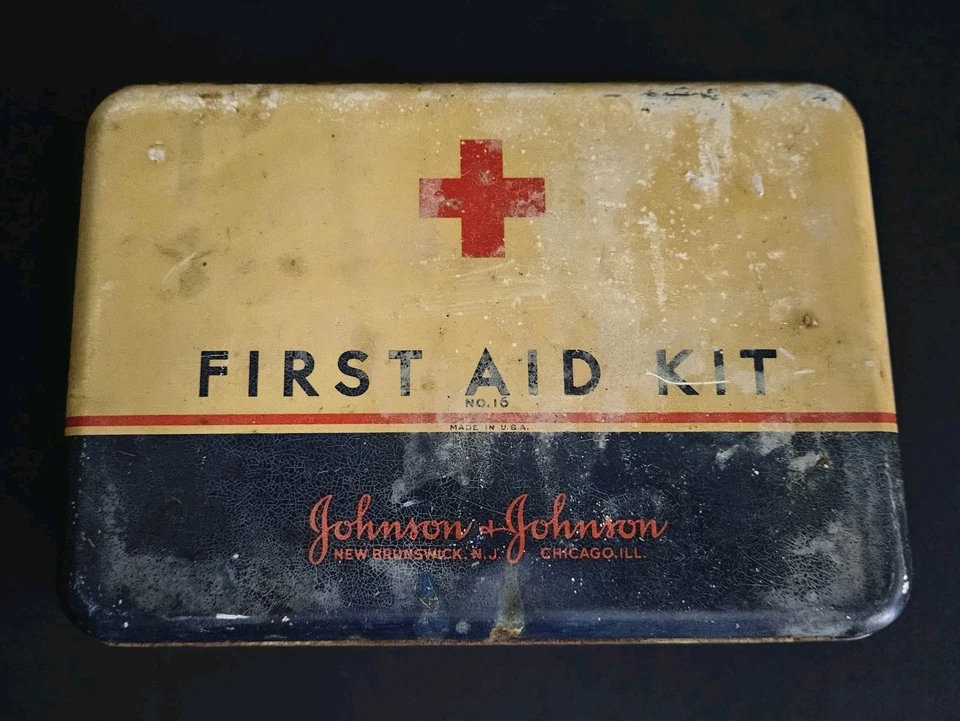 FIRST AID KIT
NO. 16
MADE IN U.S.A.
Johnson & Johnson
NEW BRUNSWICK, N.J. CHICAGO, ILL.